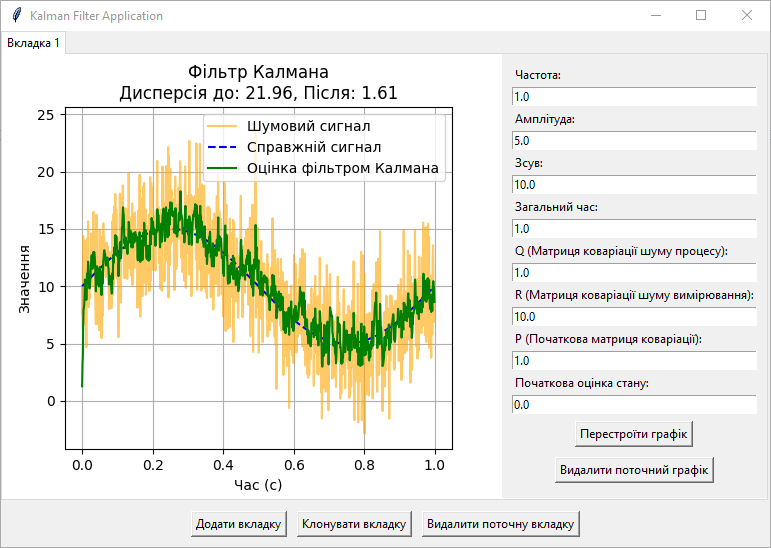 Kalman Filter Application
Вкладка 1
Фільтр Калмана
Дисперсія до: 21.96, Після: 1.61
Шумовий сигнал
Справжній сигнал
Оцінка фільтром Калмана
25
20
15
10
5
0
Значення
0.0 0.2 0.4 0.6 0.8 1.0
Час (с)
Частота:
1.0
Амплітуда:
5.0
Зсув:
10.0
Загальний час:
1.0
Q (Матриця коваріації шуму процесу):
1.0
R (Матриця коваріації шуму вимірювання):
10.0
P (Початкова матриця коваріації):
1.0
Початкова оцінка стану:
0.0
Перестроїти графік
Видалити поточний графік
Додати вкладку Клонувати вкладку Видалити поточну вкладку